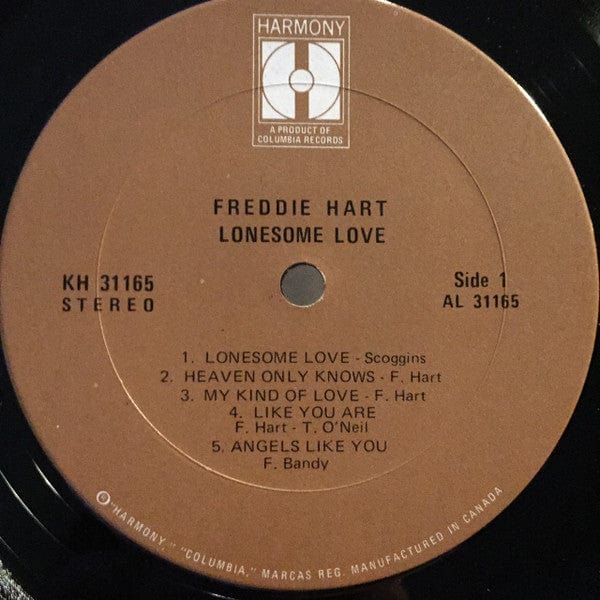 HARMONY
A PRODUCT OF
COLUMBIA RECORDS
FREDDIE HART
LONESOME LOVE
KH 31165
STEREO
Side 1
AL 31165
1. LONESOME LOVE - Scoggins
2. HEAVEN ONLY KNOWS - F. Hart
3. MY KIND OF LOVE - F. Hart
4. LIKE YOU ARE
F. Hart - T. O'Neil
5. ANGELS LIKE YOU
F. Bandy
"HARMONY," "COLUMBIA," MARCAS REG. MANUFACTURED IN CANADA